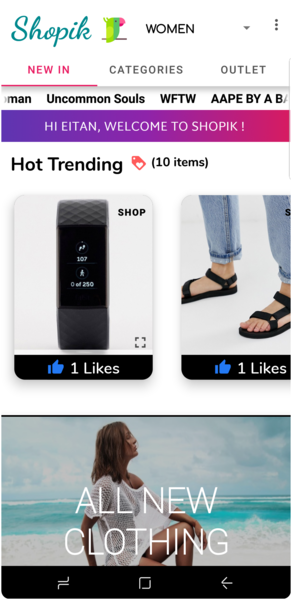 Shopik
WOMEN
NEW IN
CATEGORIES
OUTLET
man Uncommon Souls WFTW AAPE BY A BA
HI EITAN, WELCOME TO SHOPIK !
Hot Trending (10 items)
SHOP
S
107
0 of 250
1 Likes
1 Likes
ALL NEW
CLOTHING